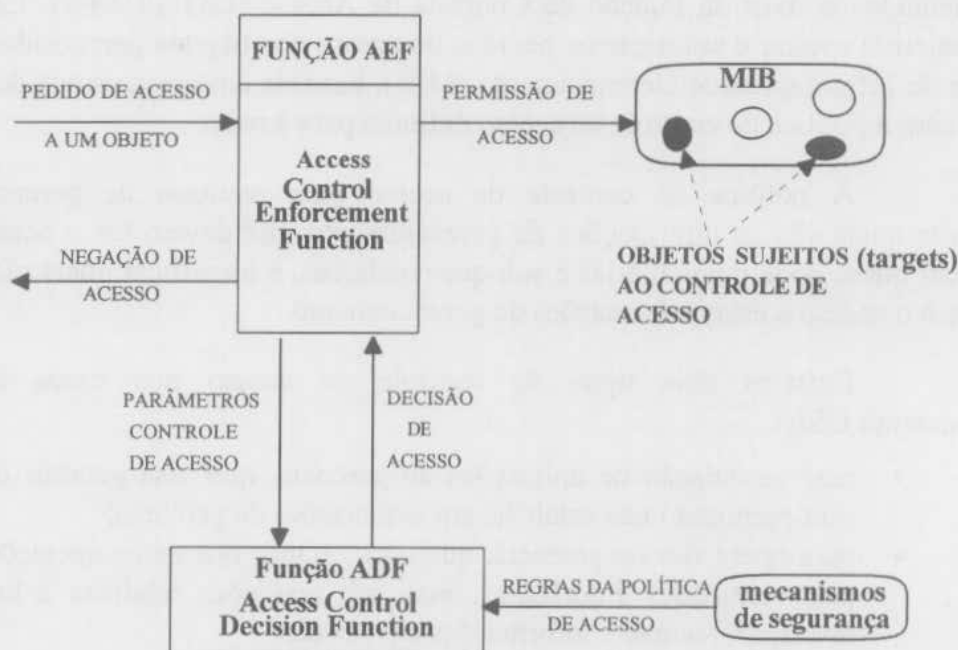 FUNÇÃO AEF
Access
Control
Enforcement
Function
PEDIDO DE ACESSO
A UM OBJETO
NEGAÇÃO DE
ACESSO
PERMISSÃO DE
ACESSO
MIB
OBJETOS SUJEITOS (targets)
AO CONTROLE DE
ACESSO
PARÂMETROS
CONTROLE
DE ACESSO
DECISÃO
DE
ACESSO
Função ADF
Access Control
Decision Function
REGRAS DA POLÍTICA
DE ACESSO
mecanismos
de segurança